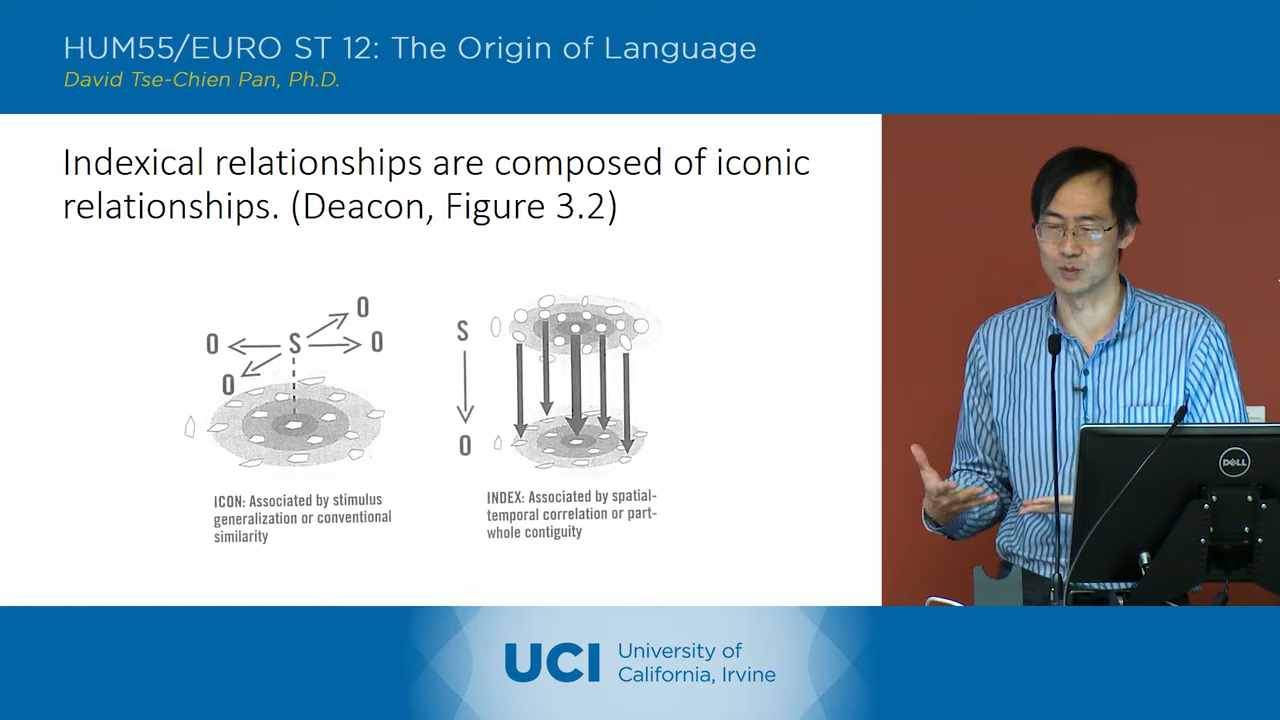 HUM55/EURO ST 12: The Origin of Language
David Tse-Chien Pan, Ph.D.
Indexical relationships are composed of iconic
relationships. (Deacon, Figure 3.2)
O
O S O
O
ICON: Associated by stimulus
generalization or conventional
similarity
S
O
INDEX: Associated by spatial-
temporal correlation or part-
whole contiguity
DELL
UCI
University of
California, Irvine